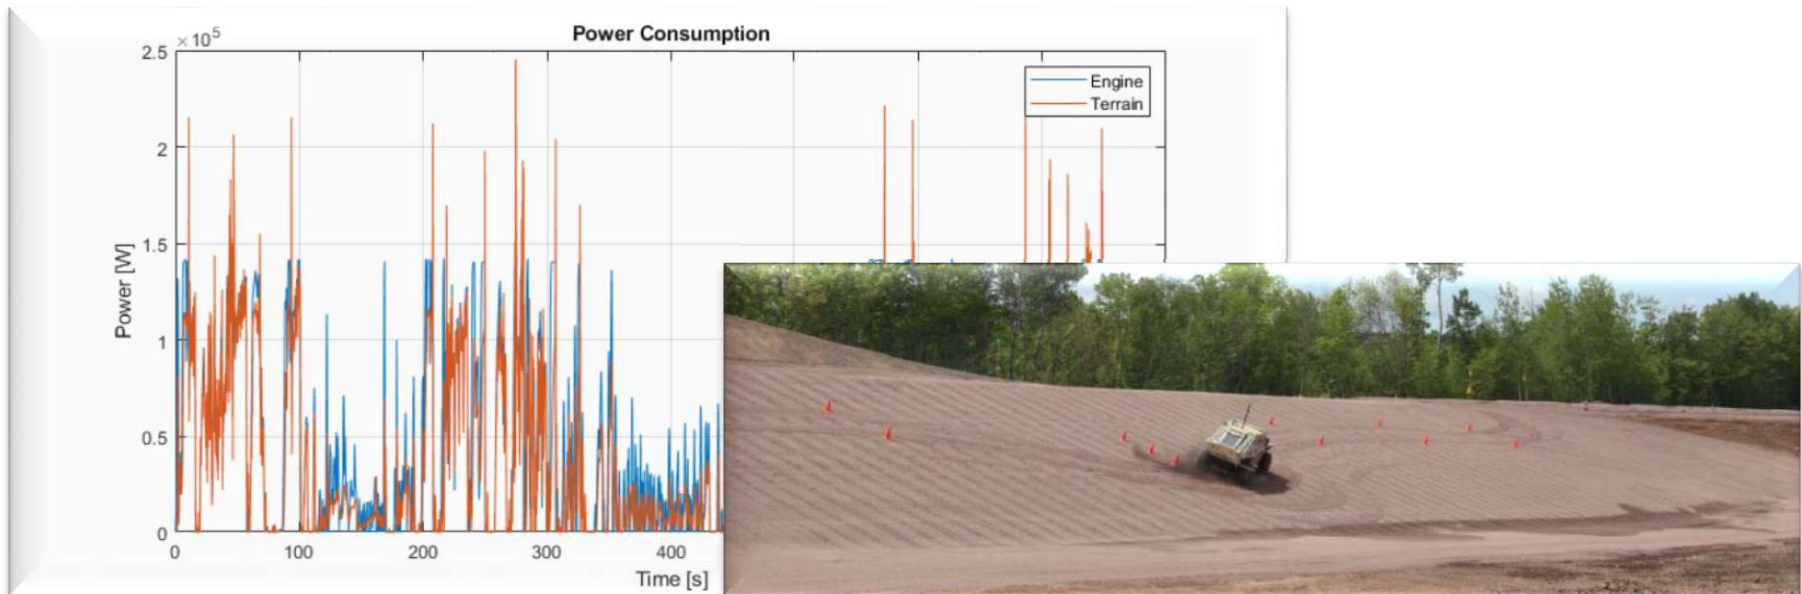 Power Consumption
×10⁵
2.5
2
1.5
1
0.5
0
Power [W]
Engine
Terrain
0
100
200
300
400
Time [s]